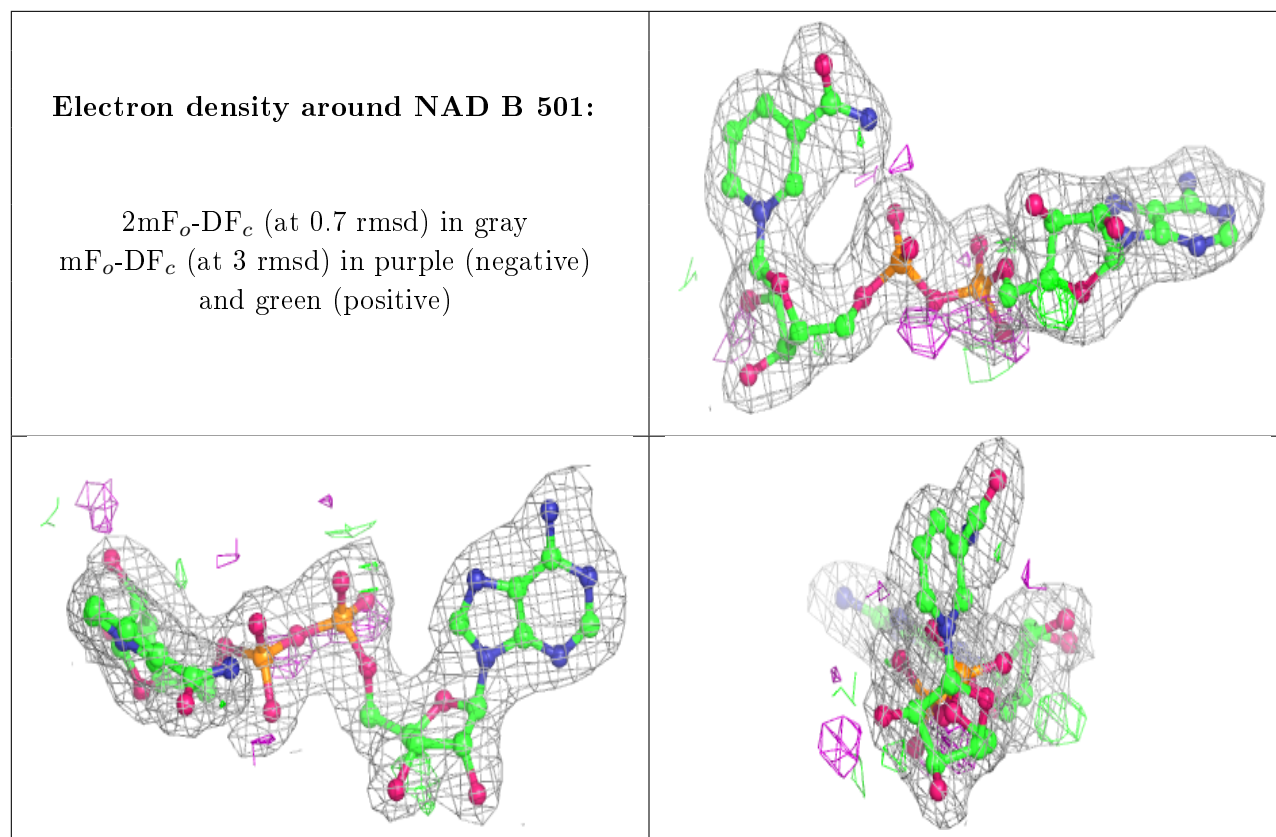 Electron density around NAD B 501:
2mFₒ-DF𝒸 (at 0.7 rmsd) in gray
mFₒ-DF𝒸 (at 3 rmsd) in purple (negative)
and green (positive)